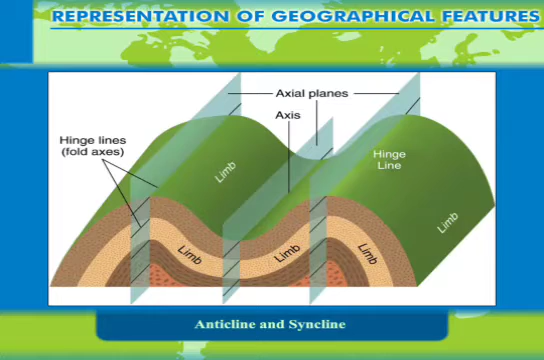 REPRESENTATION OF GEOGRAPHICAL FEATURES
Axial planes
Axis
Hinge lines
(fold axes)
Limb
Hinge
Line
Limb
Limb
Limb
Limb
Anticline and Syncline